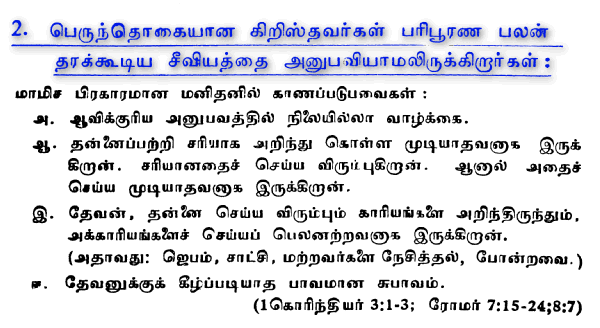 2. பெருந்தொகையான கிறிஸ்தவர்கள் பரிபூரண பலன்
தரக்கூடிய சீவியத்தை அனுபவியாமலிருக்கிறார்கள் :
மாமிச பிரகாரமான மனிதனில் காணப்படுபவைகள் :
அ. ஆவிக்குரிய அனுபவத்தில் நிலையில்லா வாழ்க்கை.
ஆ. தன்னைப்பற்றி சரியாக அறிந்து கொள்ள முடியாதவனாக இருக்
கிறான். சரியானதைச் செய்ய விரும்புகிறான். ஆனால் அதைச்
செய்ய முடியாதவனாக இருக்கிறான்.
இ. தேவன், தன்னை செய்ய விரும்பும் காரியங்களை அறிந்திருந்தும்,
அக்காரியங்களைச் செய்யப் பெலனற்றவனாக இருக்கிறான்.
(அதாவது: ஜெபம், சாட்சி, மற்றவர்களை நேசித்தல், போன்றவை.)
ஈ. தேவனுக்குக் கீழ்ப்படியாத பாவமான சுபாவம்.
(1கொரிந்தியர் 3:1-3; ரோமர் 7:15-24;8:7)